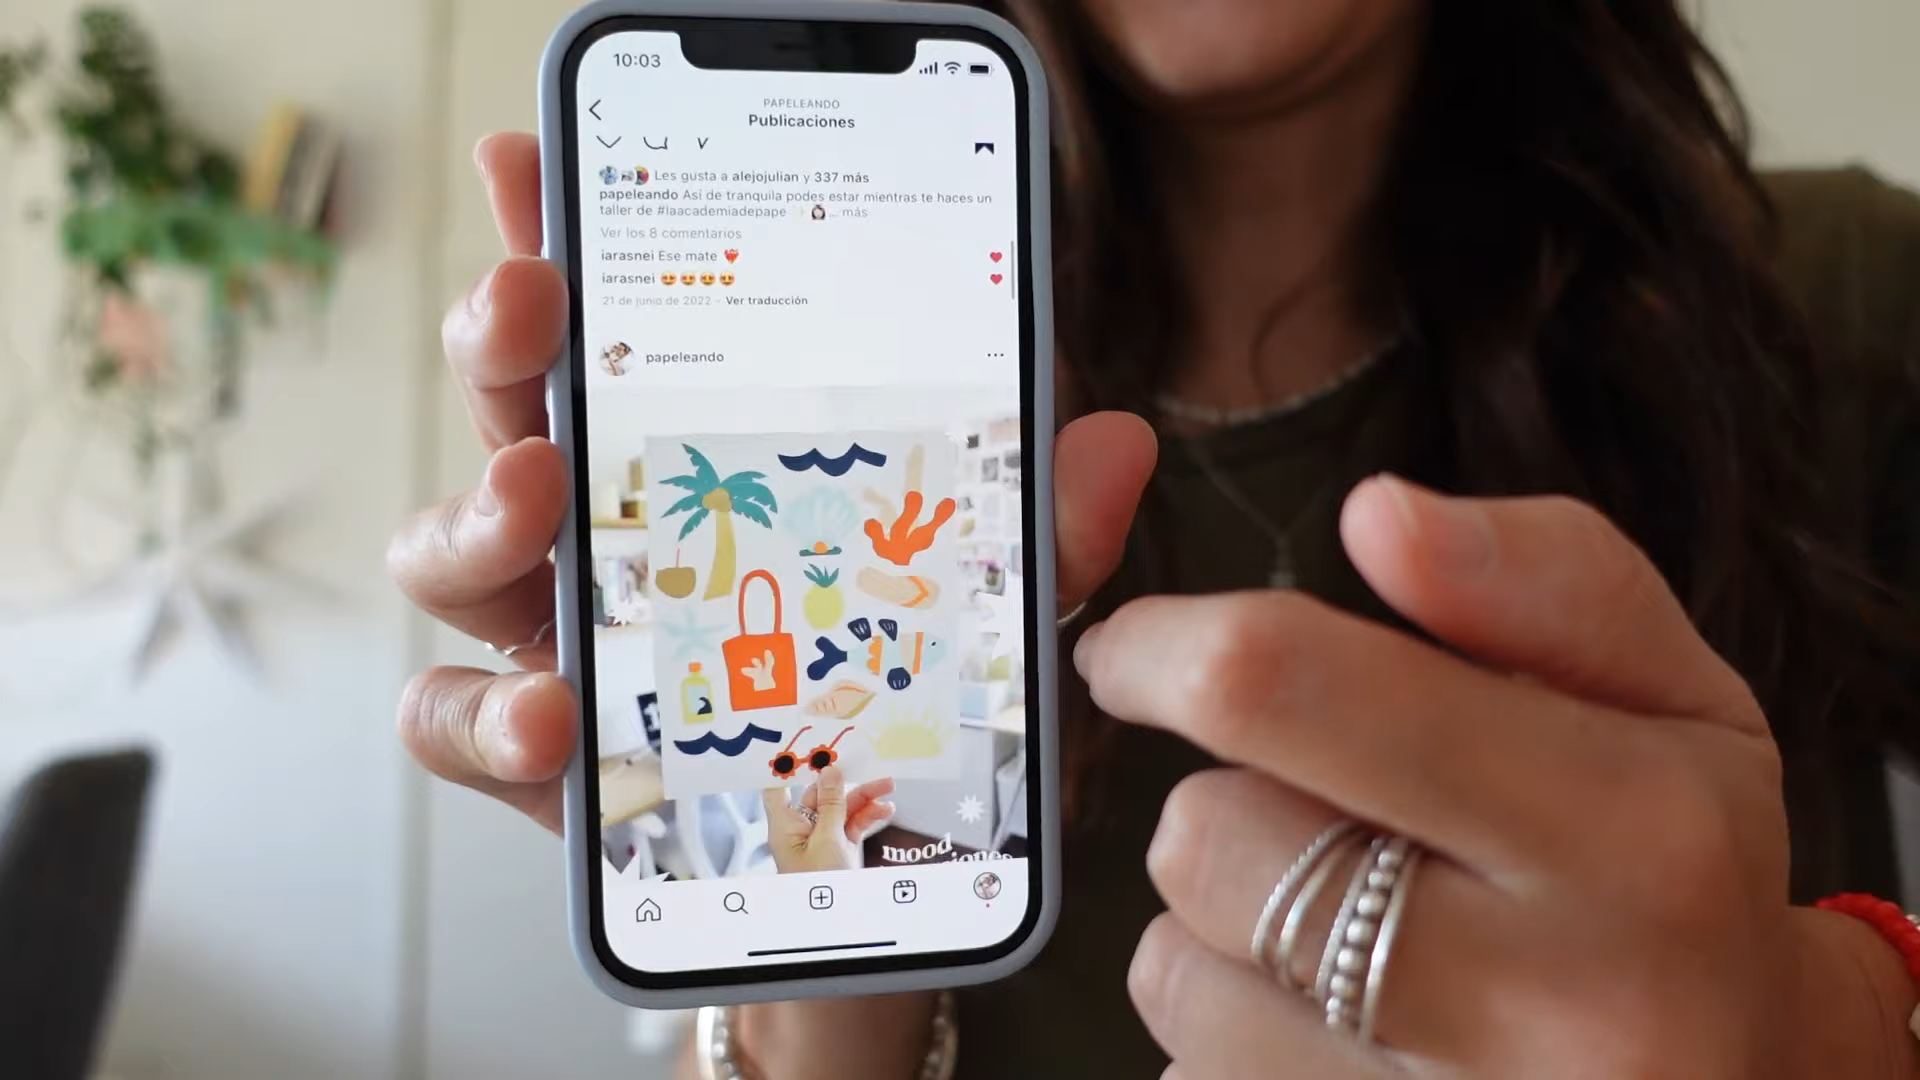 10:03
PAPELEANDO
Publicaciones
Les gusta a alejojulian y 337 más
papeleando Así de tranquila podes estar mientras te haces un
taller de #laacademiadepape ... más
Ver los 8 comentarios
iarasnei Ese mate
iarasnei
21 de junio de 2022 - Ver traducción
papeleando
mood